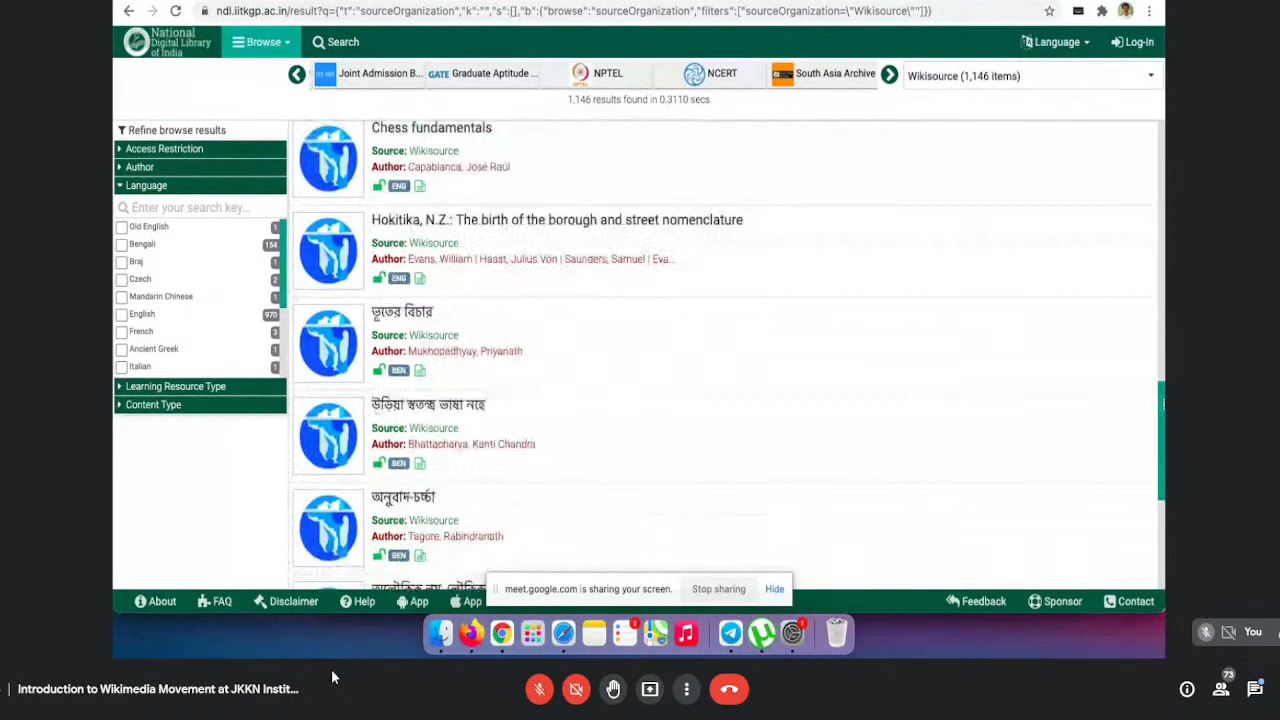 ndl.iitkgp.ac.in/result?q={"t":"sourceOrganization","k":"","s":[],"b":{"browse":"sourceOrganization","filters":["sourceOrganization=\"Wikisource\""]}}
National
Digital Library
of India
Browse
Search
Language
Log-In
Joint Admission B...
GATE Graduate Aptitude ...
NPTEL
NCERT
South Asia Archive
Wikisource (1,146 items)
1,146 results found in 0.3110 secs
Refine browse results
Access Restriction
Author
Language
Enter your search key...
Old English 1
Bengali 154
Braj 1
Czech 2
Mandarin Chinese 1
English 970
French 3
Ancient Greek 1
Italian 1
Learning Resource Type
Content Type
Chess fundamentals
Source: Wikisource
Author: Capablanca, José Raúl
ENG
Hokitika, N.Z.: The birth of the borough and street nomenclature
Source: Wikisource
Author: Evans, William | Haast, Julius Von | Saunders, Samuel | Eva...
ENG
ভূতের বিচার
Source: Wikisource
Author: Mukhopadhyay, Priyanath
BEN
উড়িয়া স্বতন্ত্র ভাষা নহে
Source: Wikisource
Author: Bhattacharya, Kanti Chandra
BEN
অনুবাদ-চর্চ্চা
Source: Wikisource
Author: Tagore, Rabindranath
BEN
meet.google.com is sharing your screen. Stop sharing Hide
About
FAQ
Disclaimer
Help
App
App
Feedback
Sponsor
Contact
3
1
You
Introduction to Wikimedia Movement at JKKN Instit...
73